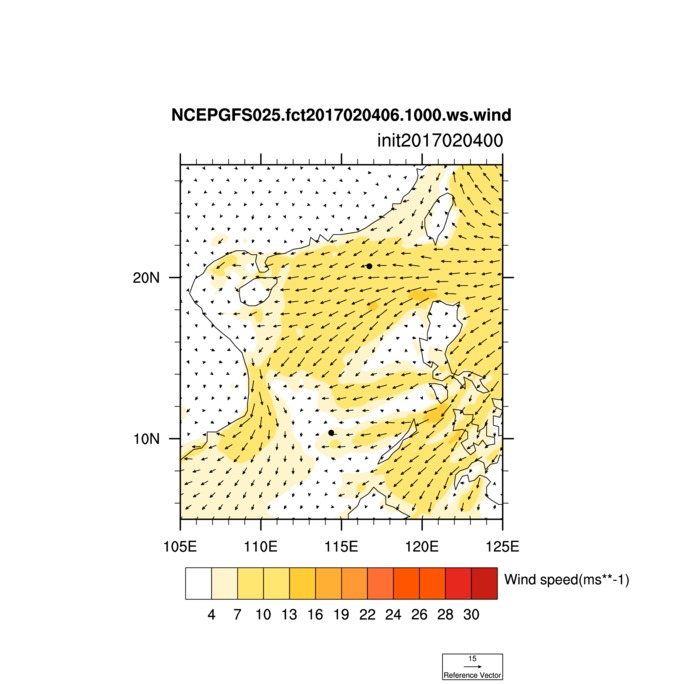 NCEPGFS025.fct2017020406.1000.ws.wind
init2017020400
20N
10N
105E 110E 115E 120E 125E
Wind speed(ms**-1)
4 7 10 13 16 19 22 24 26 28 30
15
Reference Vector